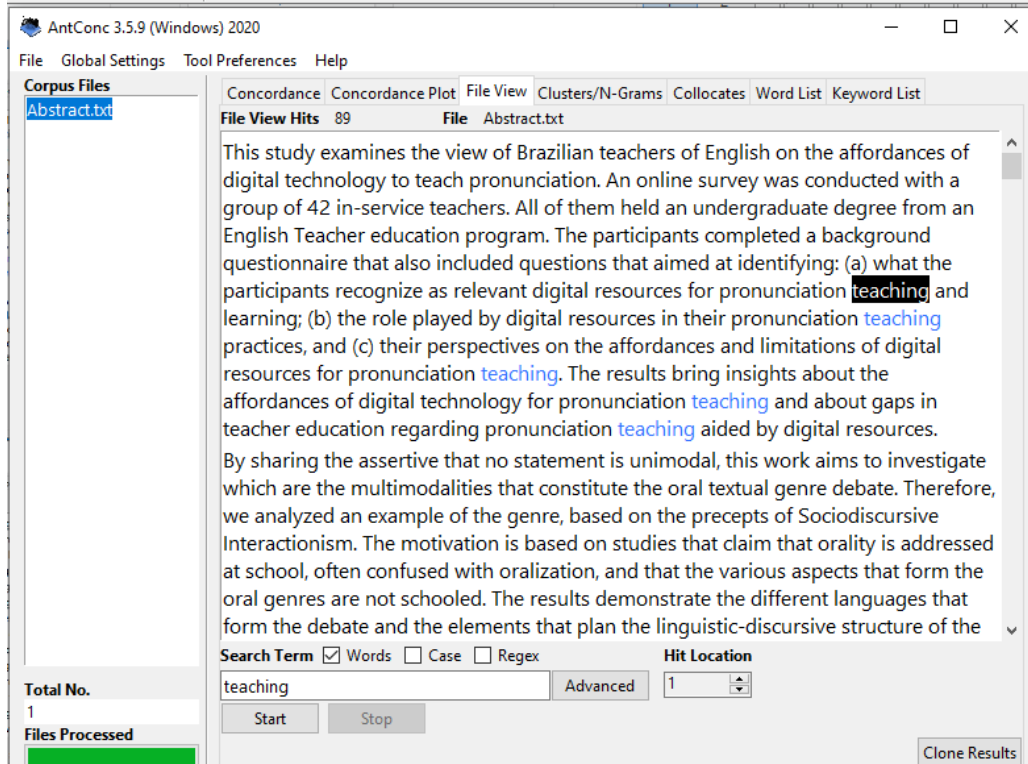 AntConc 3.5.9 (Windows) 2020
File Global Settings Tool Preferences Help
Corpus Files
Abstract.txt
Total No.
1
Files Processed
Concordance Concordance Plot File View Clusters/N-Grams Collocates Word List Keyword List
File View Hits 89 File Abstract.txt
This study examines the view of Brazilian teachers of English on the affordances of
digital technology to teach pronunciation. An online survey was conducted with a
group of 42 in-service teachers. All of them held an undergraduate degree from an
English Teacher education program. The participants completed a background
questionnaire that also included questions that aimed at identifying: (a) what the
participants recognize as relevant digital resources for pronunciation teaching and
learning; (b) the role played by digital resources in their pronunciation teaching
practices, and (c) their perspectives on the affordances and limitations of digital
resources for pronunciation teaching. The results bring insights about the
affordances of digital technology for pronunciation teaching and about gaps in
teacher education regarding pronunciation teaching aided by digital resources.
By sharing the assertive that no statement is unimodal, this work aims to investigate
which are the multimodalities that constitute the oral textual genre debate. Therefore,
we analyzed an example of the genre, based on the precepts of Sociodiscursive
Interactionism. The motivation is based on studies that claim that orality is addressed
at school, often confused with oralization, and that the various aspects that form the
oral genres are not schooled. The results demonstrate the different languages that
form the debate and the elements that plan the linguistic-discursive structure of the
Search Term Words Case Regex Hit Location
teaching Advanced 1
Start Stop
Clone Results